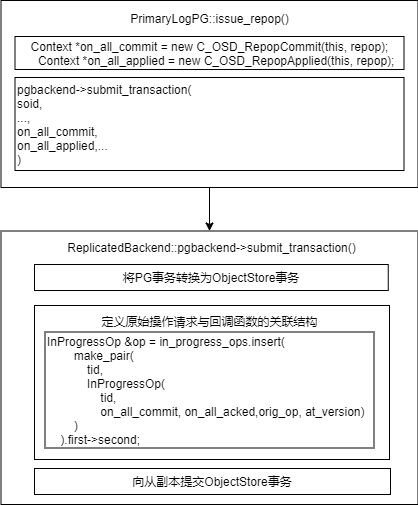 PrimaryLogPG::issue_repop()
Context *on_all_commit = new C_OSD_RepopCommit(this, repop);
Context *on_all_applied = new C_OSD_RepopApplied(this, repop);
pgbackend->submit_transaction(
soid,
...,
on_all_commit,
on_all_applied,...
)
ReplicatedBackend::pgbackend->submit_transaction()
将PG事务转换为ObjectStore事务
定义原始操作请求与回调函数的关联结构
InProgressOp &op = in_progress_ops.insert(
make_pair(
tid,
InProgressOp(
tid,
on_all_commit, on_all_acked,orig_op, at_version)
)
).first->second;
向从副本提交ObjectStore事务